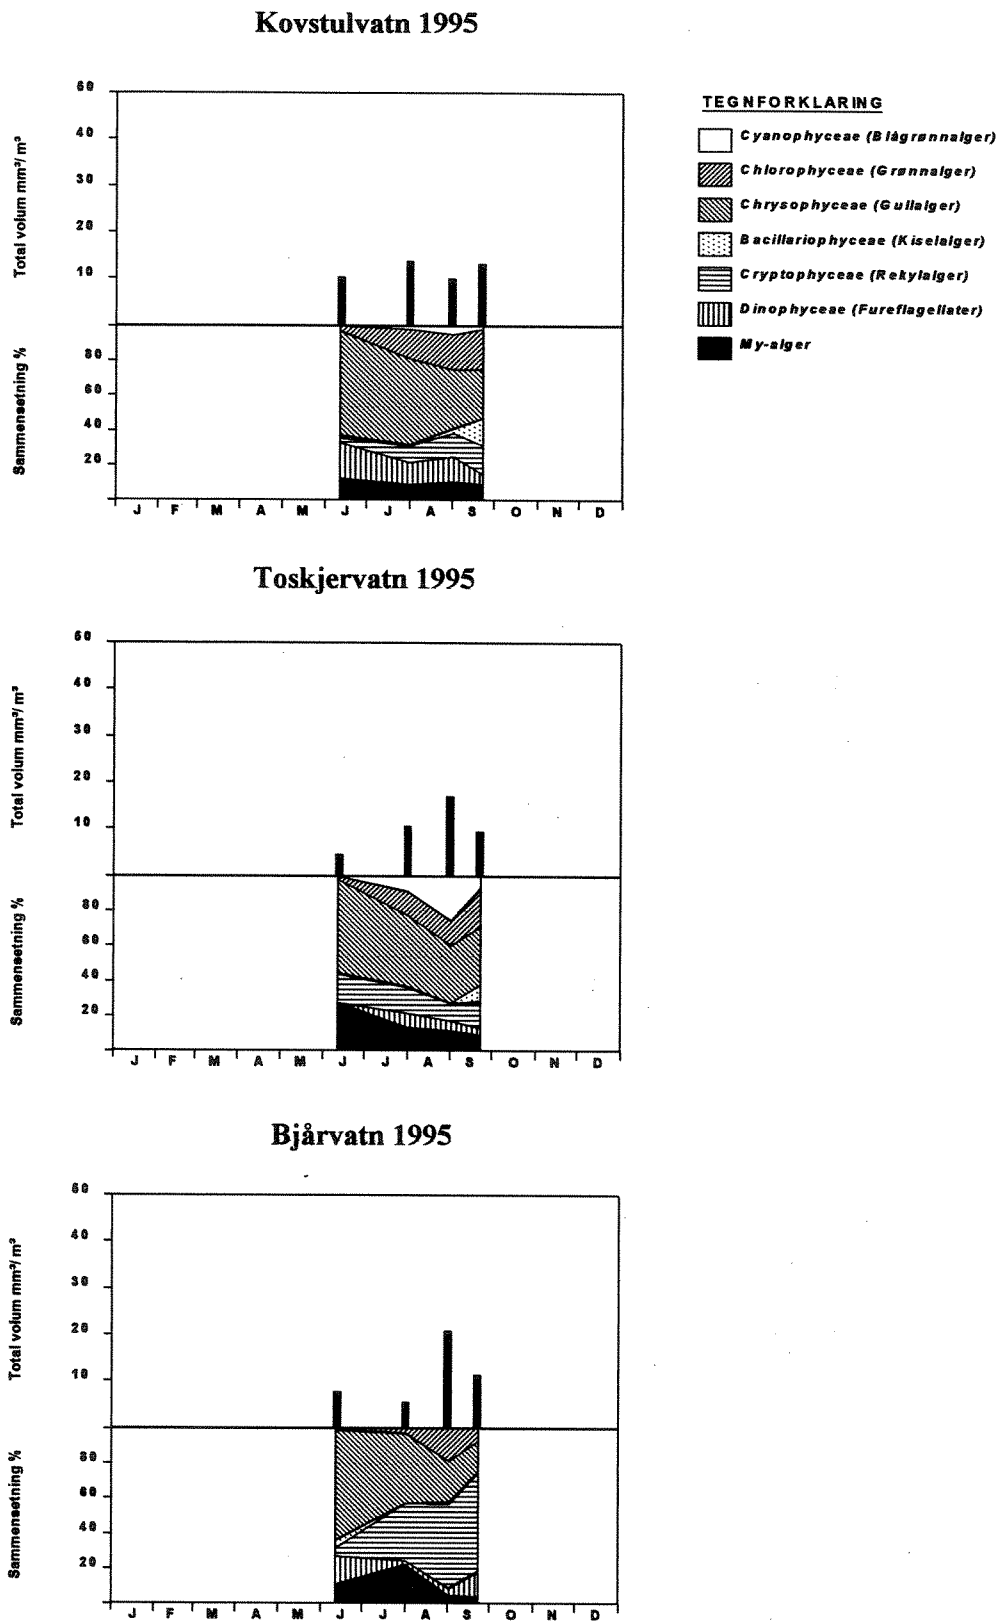 Kovstulvatn 1995
60
40
30
20
10
Total volum mm³/m³
80
60
40
20
Sammensetning %
J F M A M J J A S O N D
TEGNFORKLARING
Cyanophyceae (Blågrønnalger)
Chlorophyceae (Grønnalger)
Chrysophyceae (Gullalger)
Bacillariophyceae (Kiselalger)
Cryptophyceae (Rekylalger)
Dinophyceae (Fureflagellater)
My-alger
Toskjervatn 1995
60
40
30
20
10
Total volum mm³/m³
80
60
40
20
Sammensetning %
J F M A M J J A S O N D
Bjårvatn 1995
60
40
30
20
10
Total volum mm³/m³
80
60
40
20
Sammensetning %
J F M A M J J A S O N D